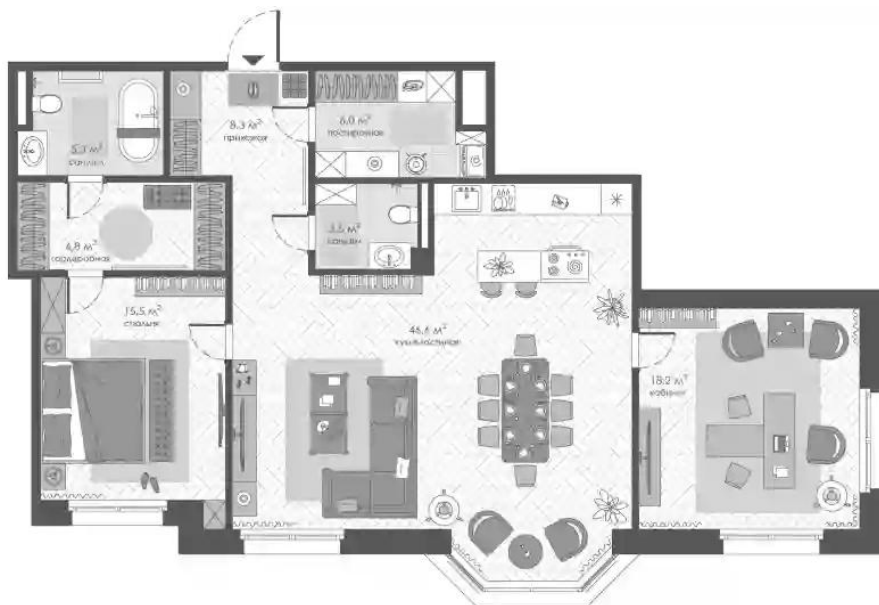 8.3 м²
прихожая
6.0 м²
постирочная
5.1 м²
санузел
3.5 м²
санузел
4.8 м²
гардеробная
15.5 м²
спальня
46.6 м²
кухня-гостиная
18.2 м²
кабинет